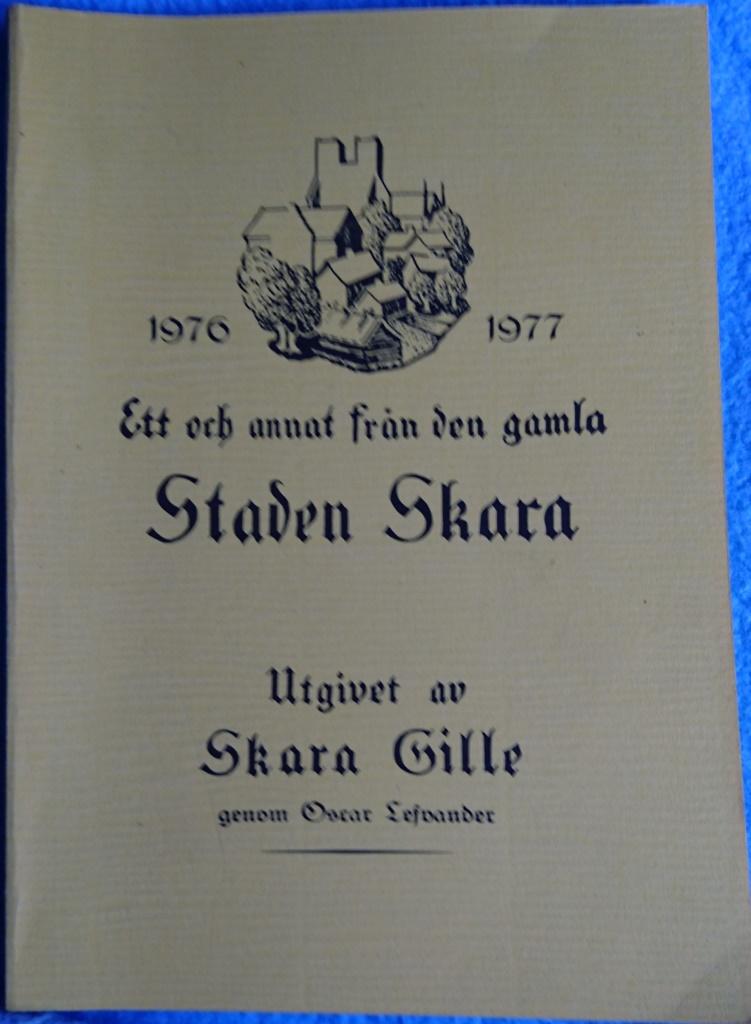 1976 1977
Ett och annat från den gamla
Staden Skara
Utgivet av
Skara Gille
genom Oscar Lefvander